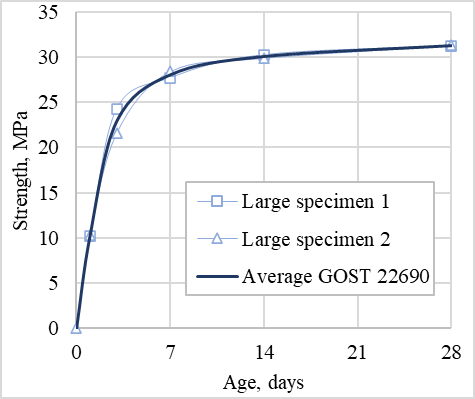 35
30
25
20
15
10
5
0
Strength, MPa
Large specimen 1
Large specimen 2
Average GOST 22690
0 7 14 21 28
Age, days